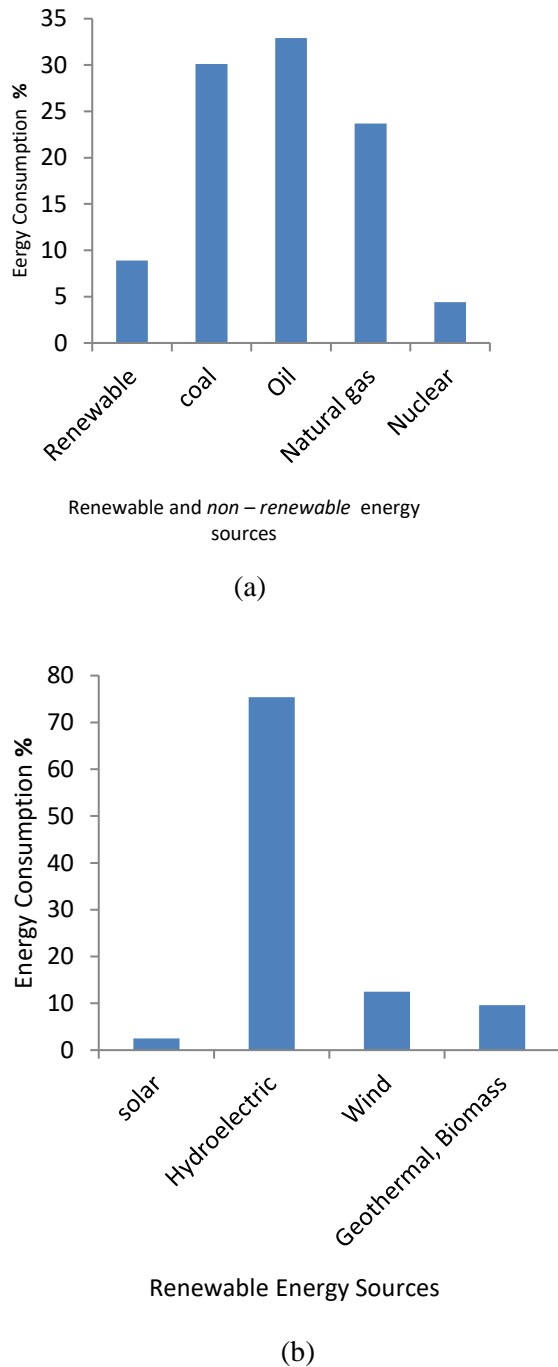 35
30
25
20
15
10
5
0
Eergy Consumption %
Renewable
coal
Oil
Natural gas
Nuclear
Renewable and non – renewable energy
sources
(a)
80
70
60
50
40
30
20
10
0
Energy Consumption %
solar
Hydroelectric
Wind
Geothermal, Biomass
Renewable Energy Sources
(b)